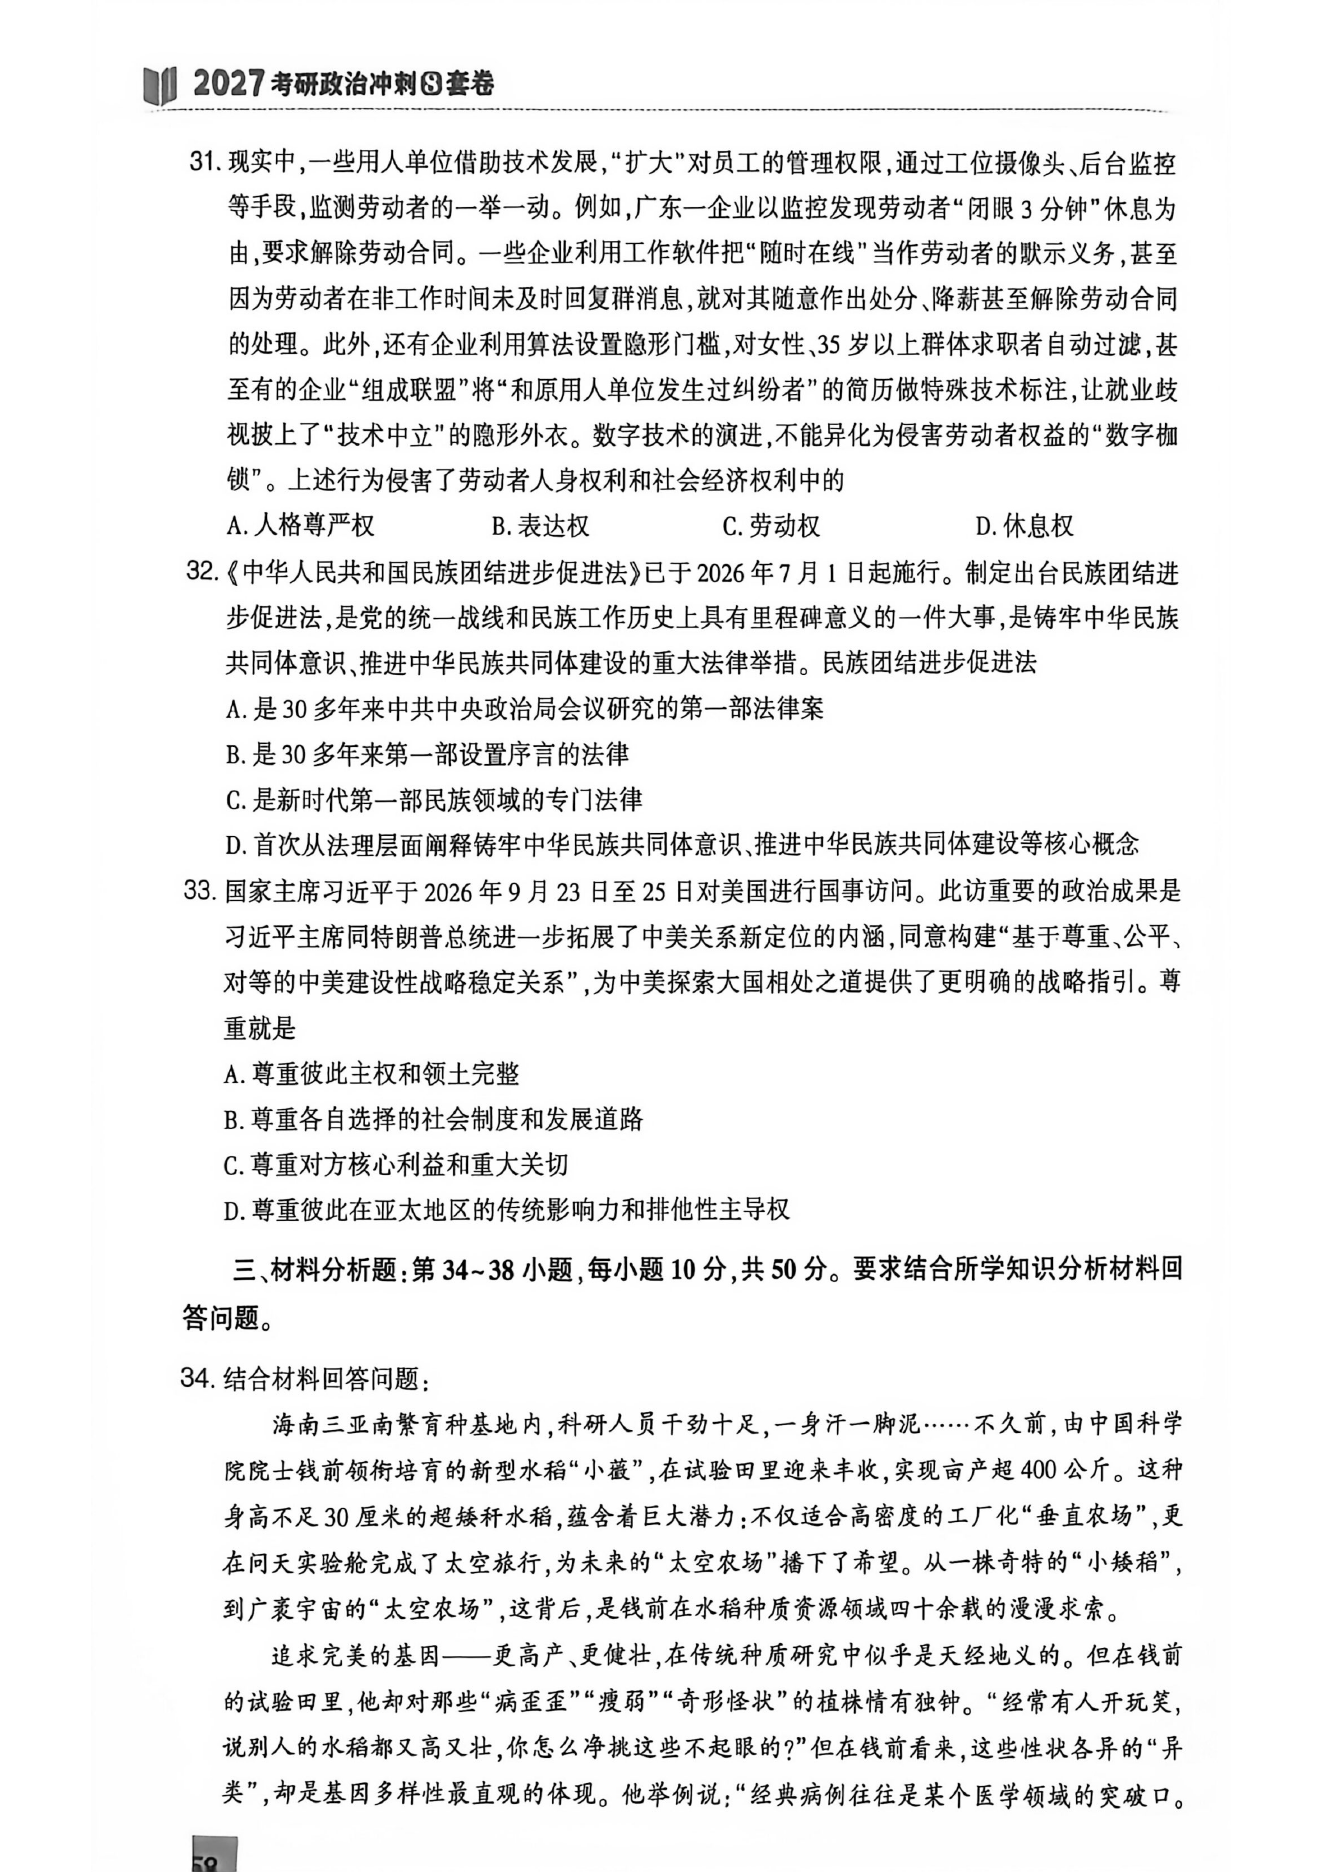 2027考研政治冲刺8套卷
31. 现实中,一些用人单位借助技术发展,“扩大”对员工的管理权限,通过工位摄像头、后台监控
等手段,监测劳动者的一举一动。例如,广东一企业以监控发现劳动者“闭眼3分钟”休息为
由,要求解除劳动合同。一些企业利用工作软件把“随时在线”当作劳动者的默示义务,甚至
因为劳动者在非工作时间未及时回复群消息,就对其随意作出处分、降薪甚至解除劳动合同
的处理。此外,还有企业利用算法设置隐形门槛,对女性、35岁以上群体求职者自动过滤,甚
至有的企业“组成联盟”将“和原用人单位发生过纠纷者”的简历做特殊技术标注,让就业歧
视披上了“技术中立”的隐形外衣。数字技术的演进,不能异化为侵害劳动者权益的“数字枷
锁”。上述行为侵害了劳动者人身权利和社会经济权利中的
A. 人格尊严权 B. 表达权 C. 劳动权 D. 休息权
32.《中华人民共和国民族团结进步促进法》已于2026年7月1日起施行。制定出台民族团结进
步促进法,是党的统一战线和民族工作历史上具有里程碑意义的一件大事,是铸牢中华民族
共同体意识、推进中华民族共同体建设的重大法律举措。民族团结进步促进法
A. 是30多年来中共中央政治局会议研究的第一部法律案
B. 是30多年来第一部设置序言的法律
C. 是新时代第一部民族领域的专门法律
D. 首次从法理层面阐释铸牢中华民族共同体意识、推进中华民族共同体建设等核心概念
33. 国家主席习近平于2026年9月23日至25日对美国进行国事访问。此访重要的政治成果是
习近平主席同特朗普总统进一步拓展了中美关系新定位的内涵,同意构建“基于尊重、公平、
对等的中美建设性战略稳定关系”,为中美探索大国相处之道提供了更明确的战略指引。尊
重就是
A. 尊重彼此主权和领土完整
B. 尊重各自选择的社会制度和发展道路
C. 尊重对方核心利益和重大关切
D. 尊重彼此在亚太地区的传统影响力和排他性主导权
三、材料分析题:第34~38小题,每小题10分,共50分。要求结合所学知识分析材料回
答问题。
34. 结合材料回答问题:
海南三亚南繁育种基地内,科研人员干劲十足,一身汗一脚泥……不久前,由中国科学
院院士钱前领衔培育的新型水稻“小薇”,在试验田里迎来丰收,实现亩产超400公斤。这种
身高不足30厘米的超矮秆水稻,蕴含着巨大潜力:不仅适合高密度的工厂化“垂直农场”,更
在问天实验舱完成了太空旅行,为未来的“太空农场”播下了希望。从一株奇特的“小矮稻”,
到广袤宇宙的“太空农场”,这背后,是钱前在水稻种质资源领域四十余载的漫漫求索。
追求完美的基因——更高产、更健壮,在传统种质研究中似乎是天经地义的。但在钱前
的试验田里,他却对那些“病歪歪”“瘦弱”“奇形怪状”的植株情有独钟。“经常有人开玩笑,
说别人的水稻都又高又壮,你怎么净挑这些不起眼的?”但在钱前看来,这些性状各异的“异
类”,却是基因多样性最直观的体现。他举例说:“经典病例往往是某个医学领域的突破口。
58